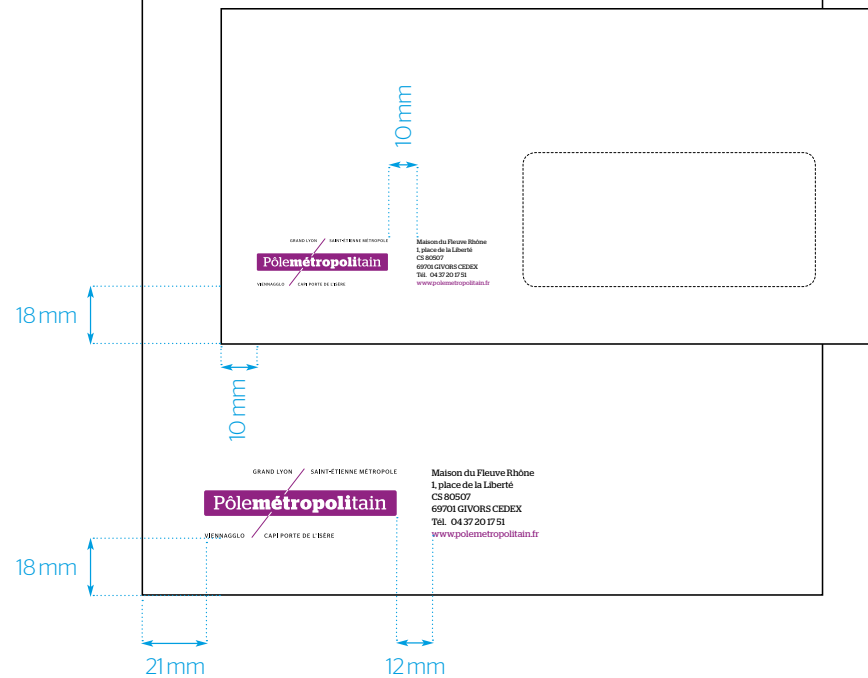 10 mm
GRAND LYON SAINT-ÉTIENNE MÉTROPOLE
Pôlemétropolitain
VIENNAGGLO CAPI PORTE DE L'ISÈRE
Maison du Fleuve Rhône
1, place de la Liberté
CS 80507
69701 GIVORS CEDEX
Tél. 04 37 20 17 51
www.polemetropolitain.fr
18 mm
10 mm
GRAND LYON SAINT-ÉTIENNE MÉTROPOLE
Pôlemétropolitain
VIENNAGGLO CAPI PORTE DE L'ISÈRE
Maison du Fleuve Rhône
1, place de la Liberté
CS 80507
69701 GIVORS CEDEX
Tél. 04 37 20 17 51
www.polemetropolitain.fr
18 mm
21 mm
12 mm